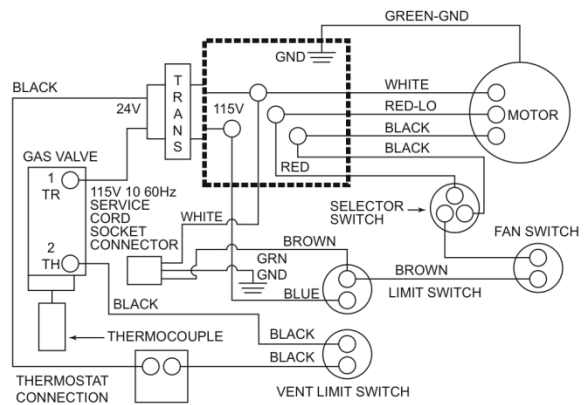 GREEN-GND
GND
BLACK
TRANS
24V
115V
WHITE
RED-LO
MOTOR
BLACK
BLACK
GAS VALVE
RED
1
TR
115V 10 60Hz
SERVICE
CORD
SOCKET
CONNECTOR
SELECTOR
SWITCH
WHITE
FAN SWITCH
BROWN
2
TH
GRN
GND
BROWN
BLUE
LIMIT SWITCH
BLACK
THERMOCOUPLE
BLACK
BLACK
THERMOSTAT
CONNECTION
VENT LIMIT SWITCH